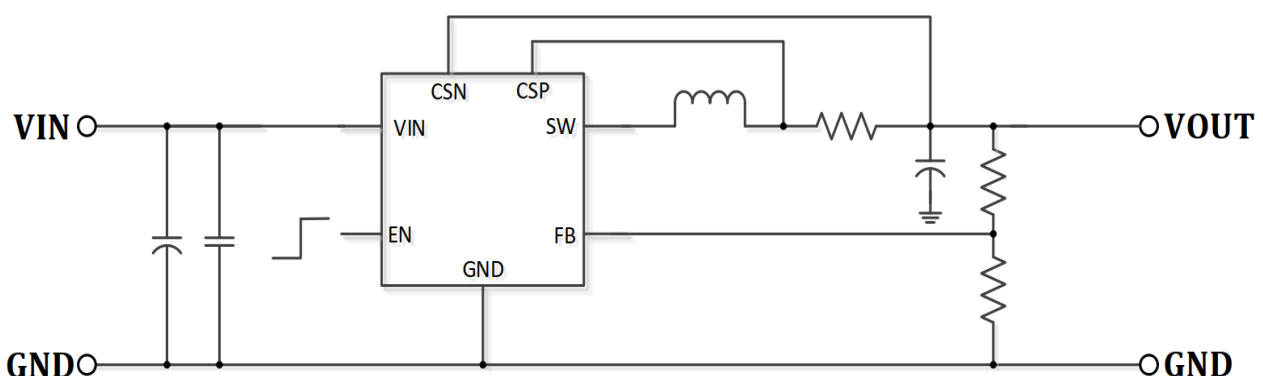 CSN CSP
VIN VIN SW VOUT
EN FB
GND
GND GND